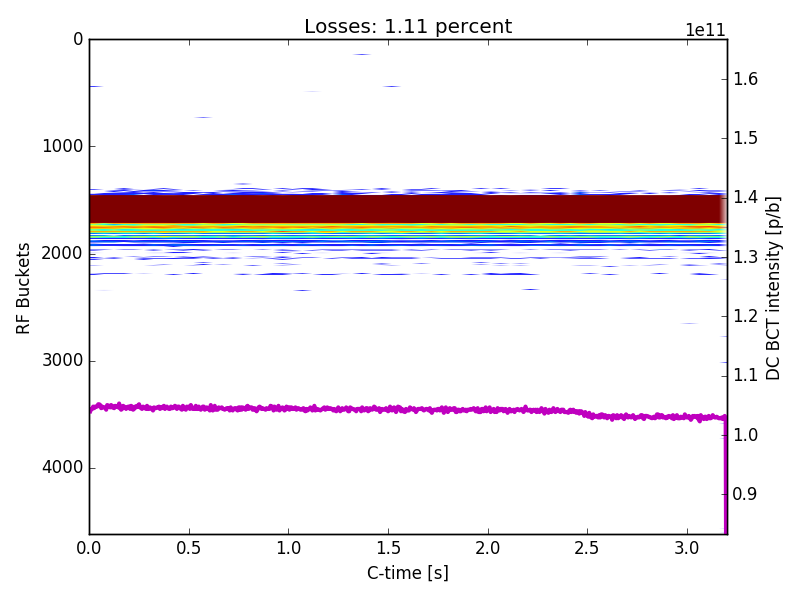 Losses: 1.11 percent
1e11
0
1000
2000
3000
4000
RF Buckets
1.6
1.5
1.4
1.3
1.2
1.1
1.0
0.9
DC BCT intensity [p/b]
0.0 0.5 1.0 1.5 2.0 2.5 3.0
C-time [s]